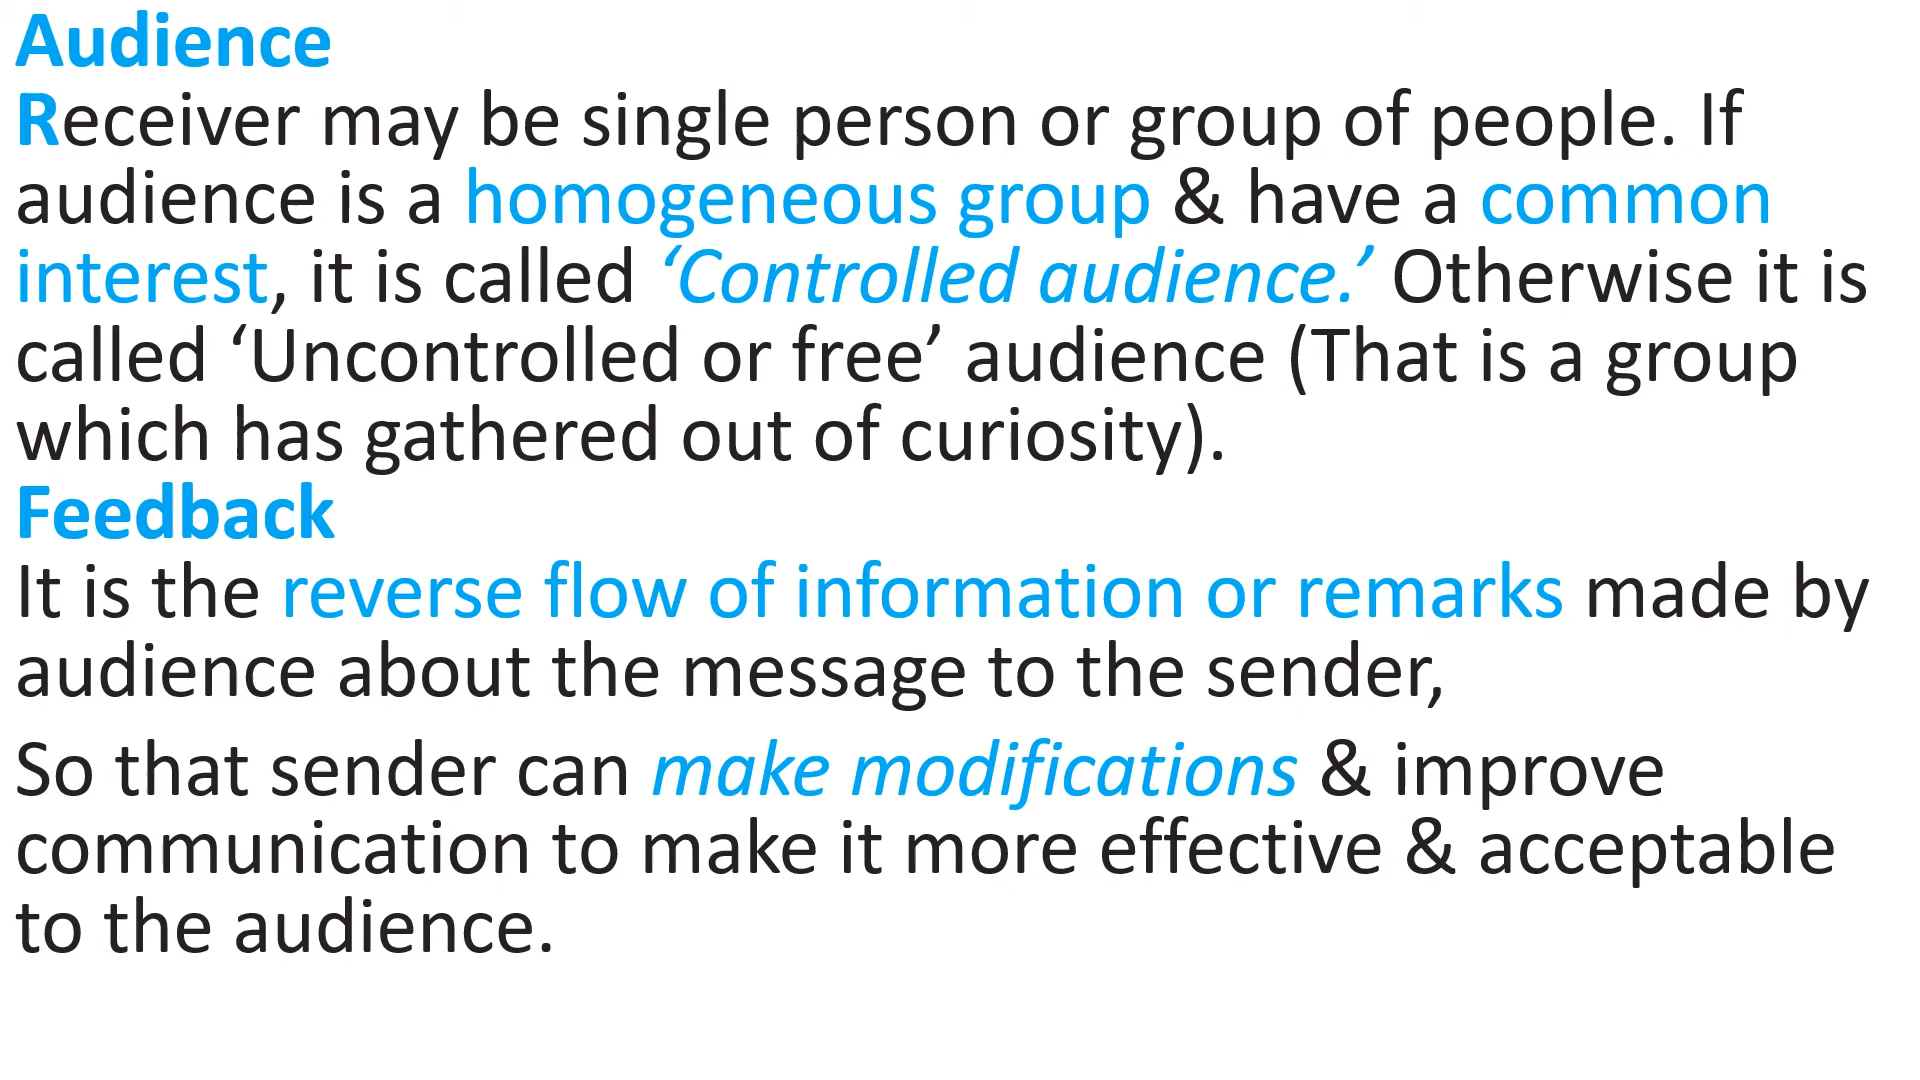 Audience
Receiver may be single person or group of people. If
audience is a homogeneous group & have a common
interest, it is called ‘Controlled audience.’ Otherwise it is
called ‘Uncontrolled or free’ audience (That is a group
which has gathered out of curiosity).
Feedback
It is the reverse flow of information or remarks made by
audience about the message to the sender,
So that sender can make modifications & improve
communication to make it more effective & acceptable
to the audience.